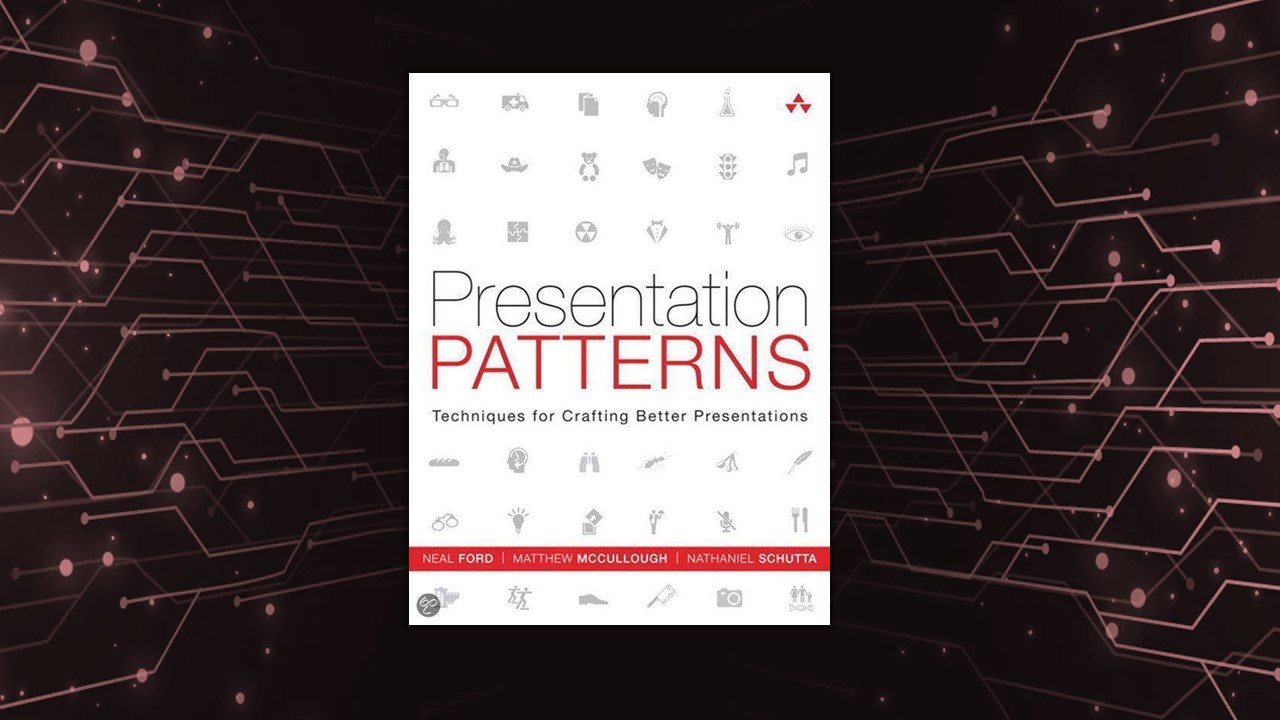 Presentation
PATTERNS
Techniques for Crafting Better Presentations
NEAL FORD | MATTHEW MCCULLOUGH | NATHANIEL SCHUTTA